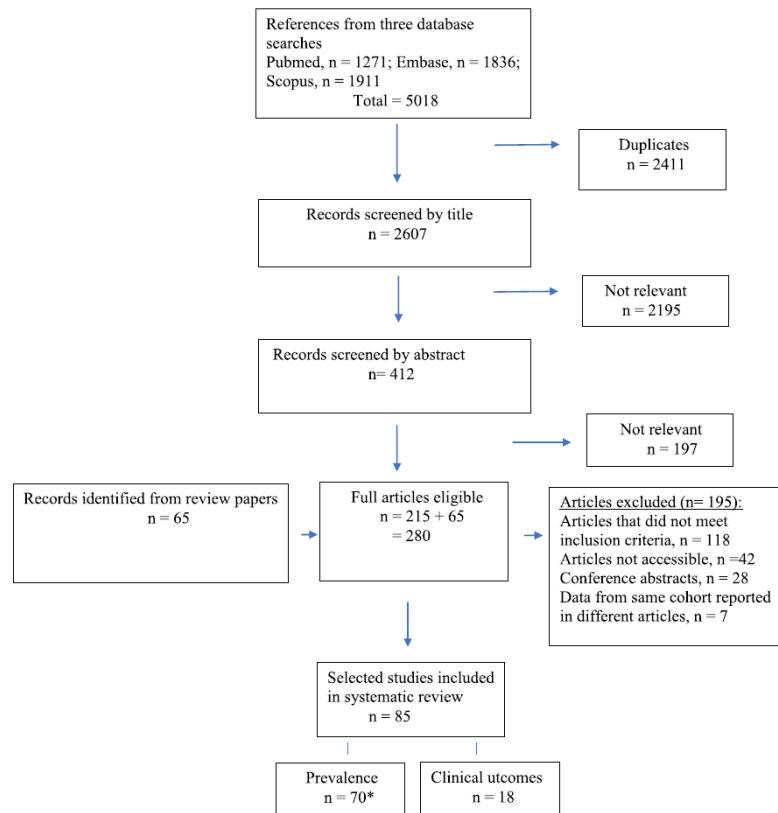 References from three database
searches
Pubmed, n = 1271; Embase, n = 1836;
Scopus, n = 1911
Total = 5018
Duplicates
n = 2411
Records screened by title
n = 2607
Not relevant
n = 2195
Records screened by abstract
n= 412
Not relevant
n = 197
Records identified from review papers
n = 65
Full articles eligible
n = 215 + 65
= 280
Articles excluded (n= 195):
Articles that did not meet
inclusion criteria, n = 118
Articles not accessible, n =42
Conference abstracts, n = 28
Data from same cohort reported
in different articles, n = 7
Selected studies included
in systematic review
n = 85
Prevalence
n = 70*
Clinical utcomes
n = 18